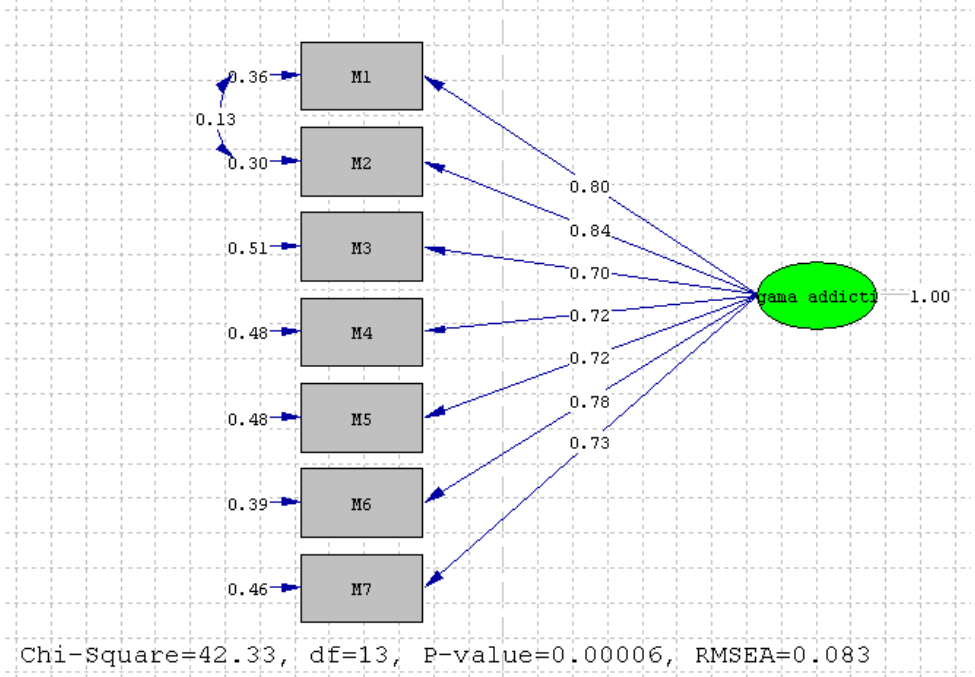 0.36 M1
0.13
0.30 M2
0.80
0.84
0.51 M3
0.70
gama addicti 1.00
0.72
0.48 M4
0.72
0.78
0.48 M5
0.73
0.39 M6
0.46 M7
Chi-Square=42.33, df=13, P-value=0.00006, RMSEA=0.083